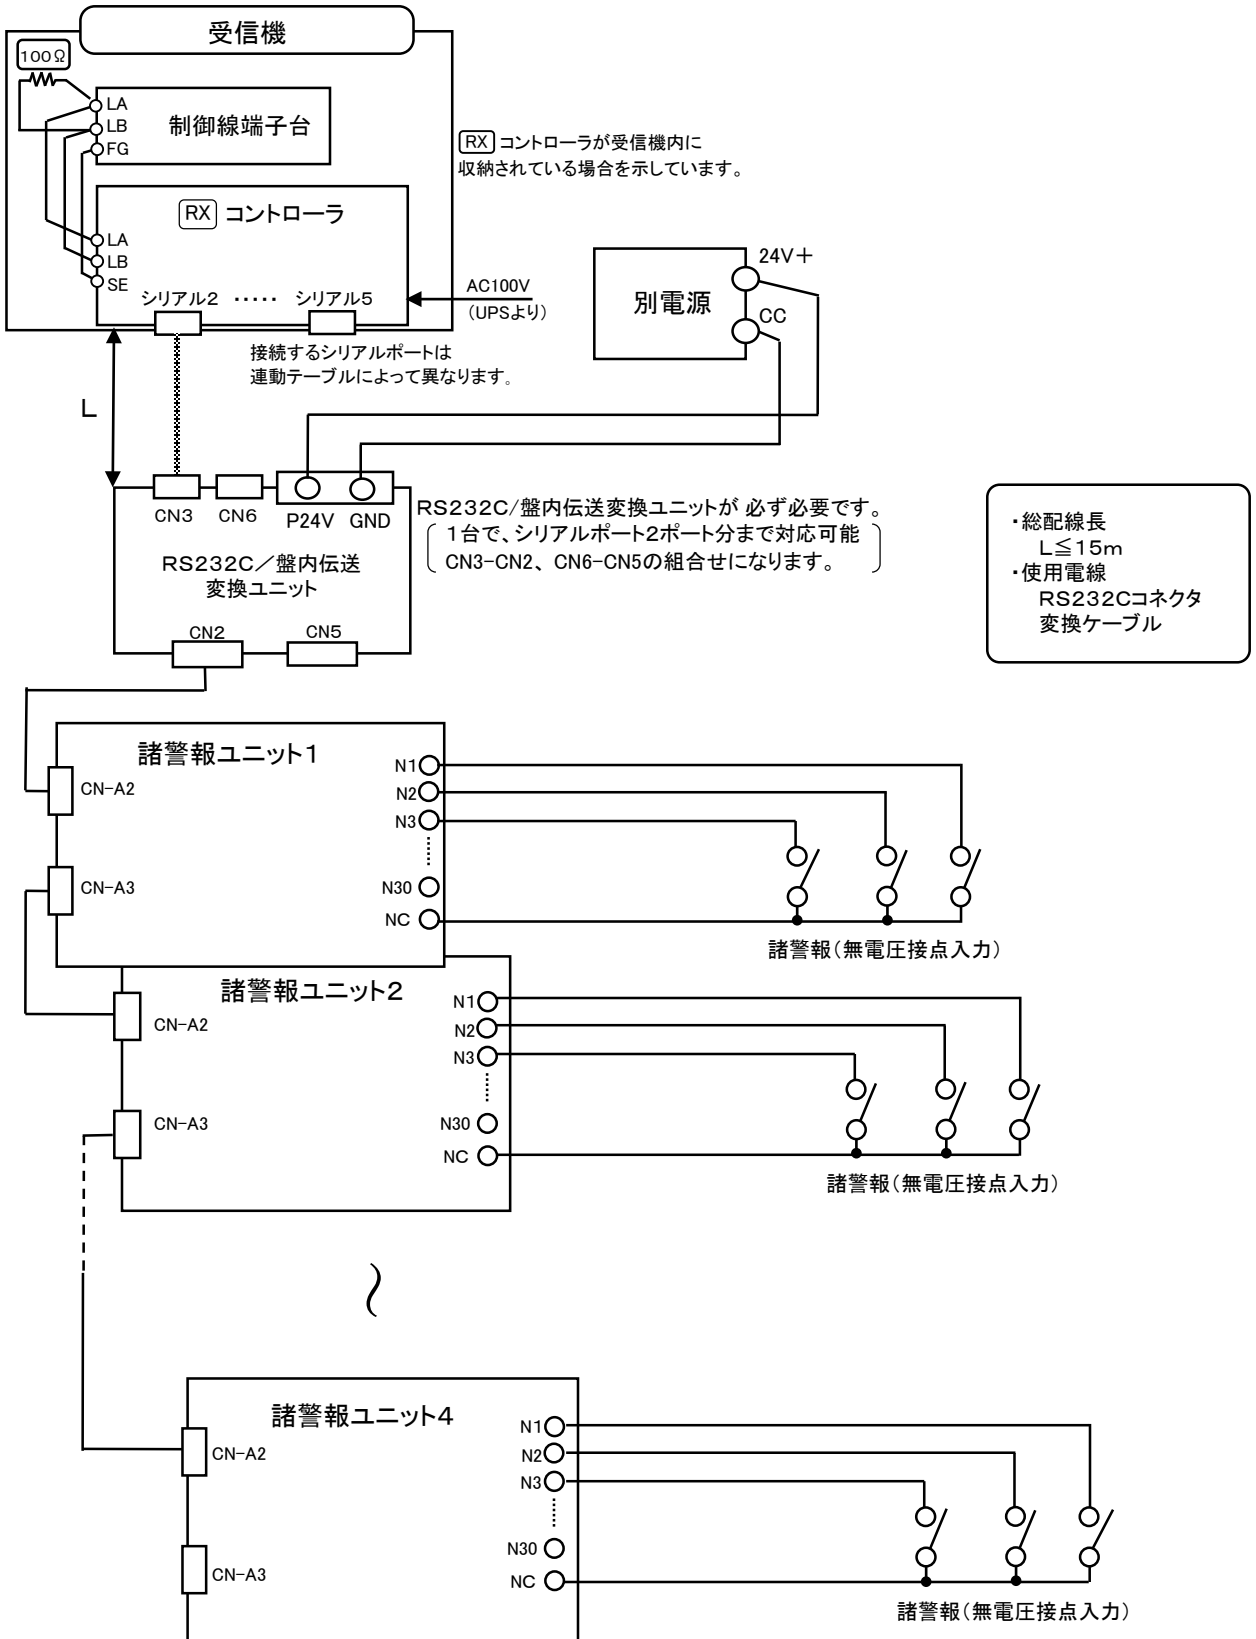 受信機
100Ω
LA
LB
FG
制御線端子台
RX コントローラが受信機内に
収納されている場合を示しています。
RX コントローラ
LA
LB
SE
シリアル2 ・・・・・ シリアル5
AC100V
(UPSより)
接続するシリアルポートは
連動テーブルによって異なります。
別電源
24V+
CC
L
CN3
CN6
P24V
GND
RS232C/盤内伝送
変換ユニット
CN2
CN5
RS232C/盤内伝送変換ユニットが 必ず必要です。
1台で、シリアルポート2ポート分まで対応可能
CN3-CN2、CN6-CN5の組合せになります。
・総配線長
L≦15m
・使用電線
RS232Cコネクタ
変換ケーブル
諸警報ユニット1
CN-A2
CN-A3
N1
N2
N3
N30
NC
諸警報(無電圧接点入力)
諸警報ユニット2
CN-A2
CN-A3
N1
N2
N3
N30
NC
諸警報(無電圧接点入力)
~
諸警報ユニット4
CN-A2
CN-A3
N1
N2
N3
N30
NC
諸警報(無電圧接点入力)